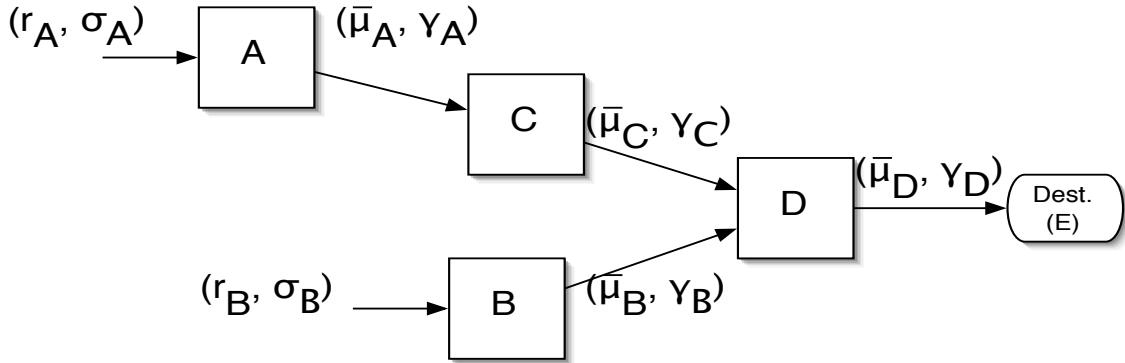 (r_A, σ_A)
A
(μ̄_A, γ_A)
C
(μ̄_C, γ_C)
D
(μ̄_D, γ_D)
Dest.
(E)
(r_B, σ_B)
B
(μ̄_B, γ_B)